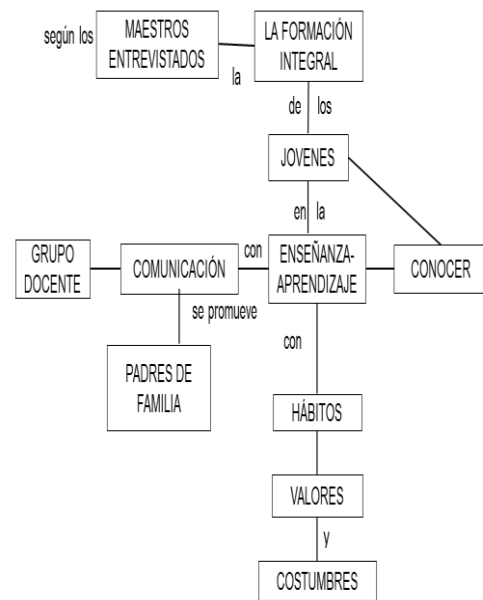 según los
MAESTROS
ENTREVISTADOS
la
LA FORMACIÓN
INTEGRAL
de los
JOVENES
en la
GRUPO
DOCENTE
COMUNICACIÓN
con
ENSEÑANZA-
APRENDIZAJE
CONOCER
se promueve
PADRES DE
FAMILIA
con
HÁBITOS
VALORES
y
COSTUMBRES